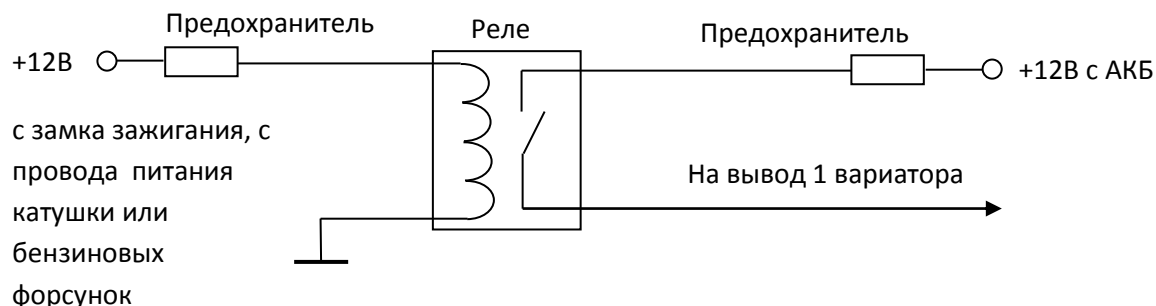 Предохранитель
Реле
Предохранитель
+12В
+12В с АКБ
с замка зажигания, с
провода питания
катушки или
бензиновых
форсунок
На вывод 1 вариатора